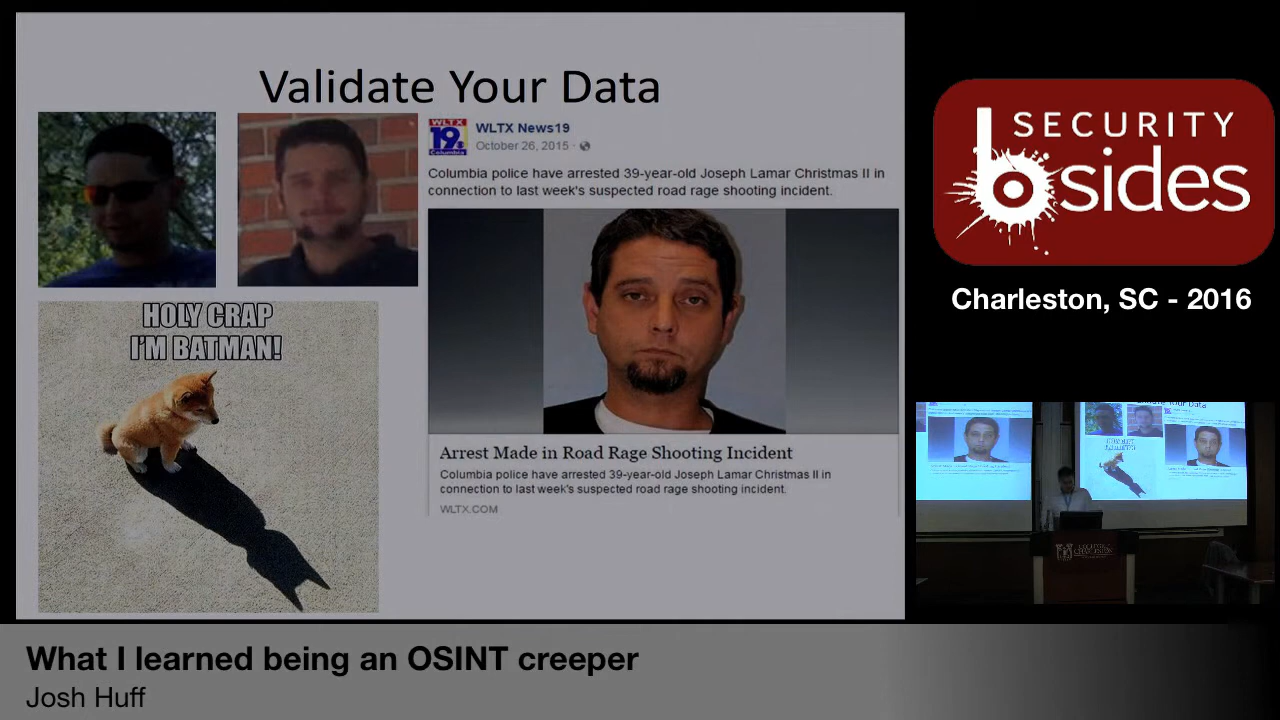 Validate Your Data
WLTX
19
Columbia
WLTX News19
October 26, 2015 ·
Columbia police have arrested 39-year-old Joseph Lamar Christmas II in
connection to last week's suspected road rage shooting incident.
HOLY CRAP
I'M BATMAN!
Arrest Made in Road Rage Shooting Incident
Columbia police have arrested 39-year-old Joseph Lamar Christmas II in
connection to last week's suspected road rage shooting incident.
WLTX.COM
SECURITY
bsides
Charleston, SC - 2016
What I learned being an OSINT creeper
Josh Huff